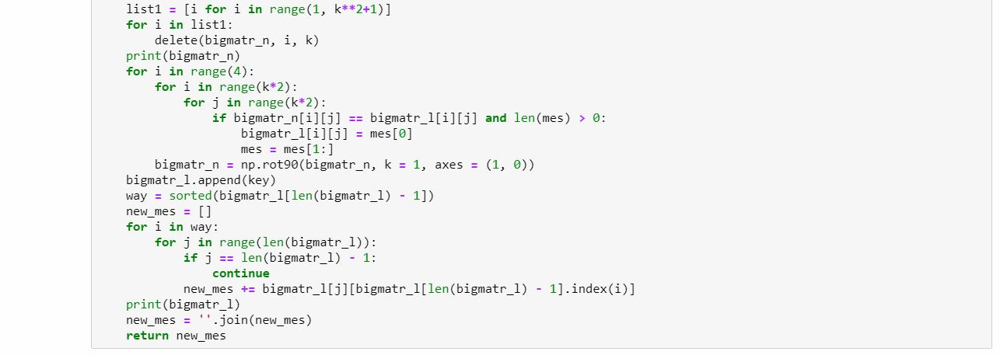 list1 = [i for i in range(1, k**2+1)]
for i in list1:
    delete(bigmatr_n, i, k)
print(bigmatr_n)
for i in range(4):
    for i in range(k*2):
        for j in range(k*2):
            if bigmatr_n[i][j] == bigmatr_l[i][j] and len(mes) > 0:
                bigmatr_l[i][j] = mes[0]
                mes = mes[1:]
    bigmatr_n = np.rot90(bigmatr_n, k = 1, axes = (1, 0))
bigmatr_l.append(key)
way = sorted(bigmatr_l[len(bigmatr_l) - 1])
new_mes = []
for i in way:
    for j in range(len(bigmatr_l)):
        if j == len(bigmatr_l) - 1:
            continue
        new_mes += bigmatr_l[j][bigmatr_l[len(bigmatr_l) - 1].index(i)]
print(bigmatr_l)
new_mes = ''.join(new_mes)
return new_mes